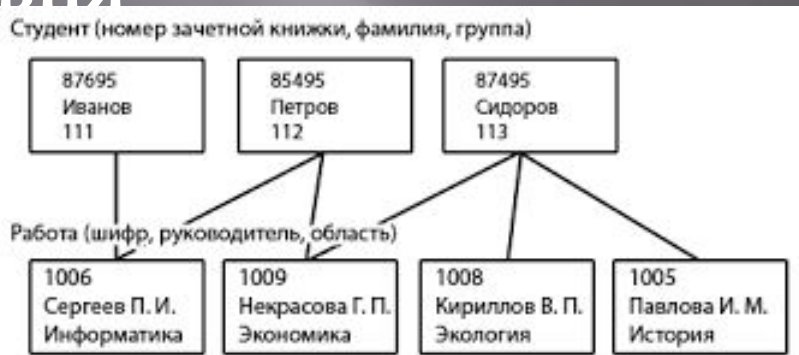 Студент (номер зачетной книжки, фамилия, группа)
87695
Иванов
111
85495
Петров
112
87495
Сидоров
113
Работа (шифр, руководитель, область)
1006
Сергеев П. И.
Информатика
1009
Некрасова Г. П.
Экономика
1008
Кириллов В. П.
Экология
1005
Павлова И. М.
История